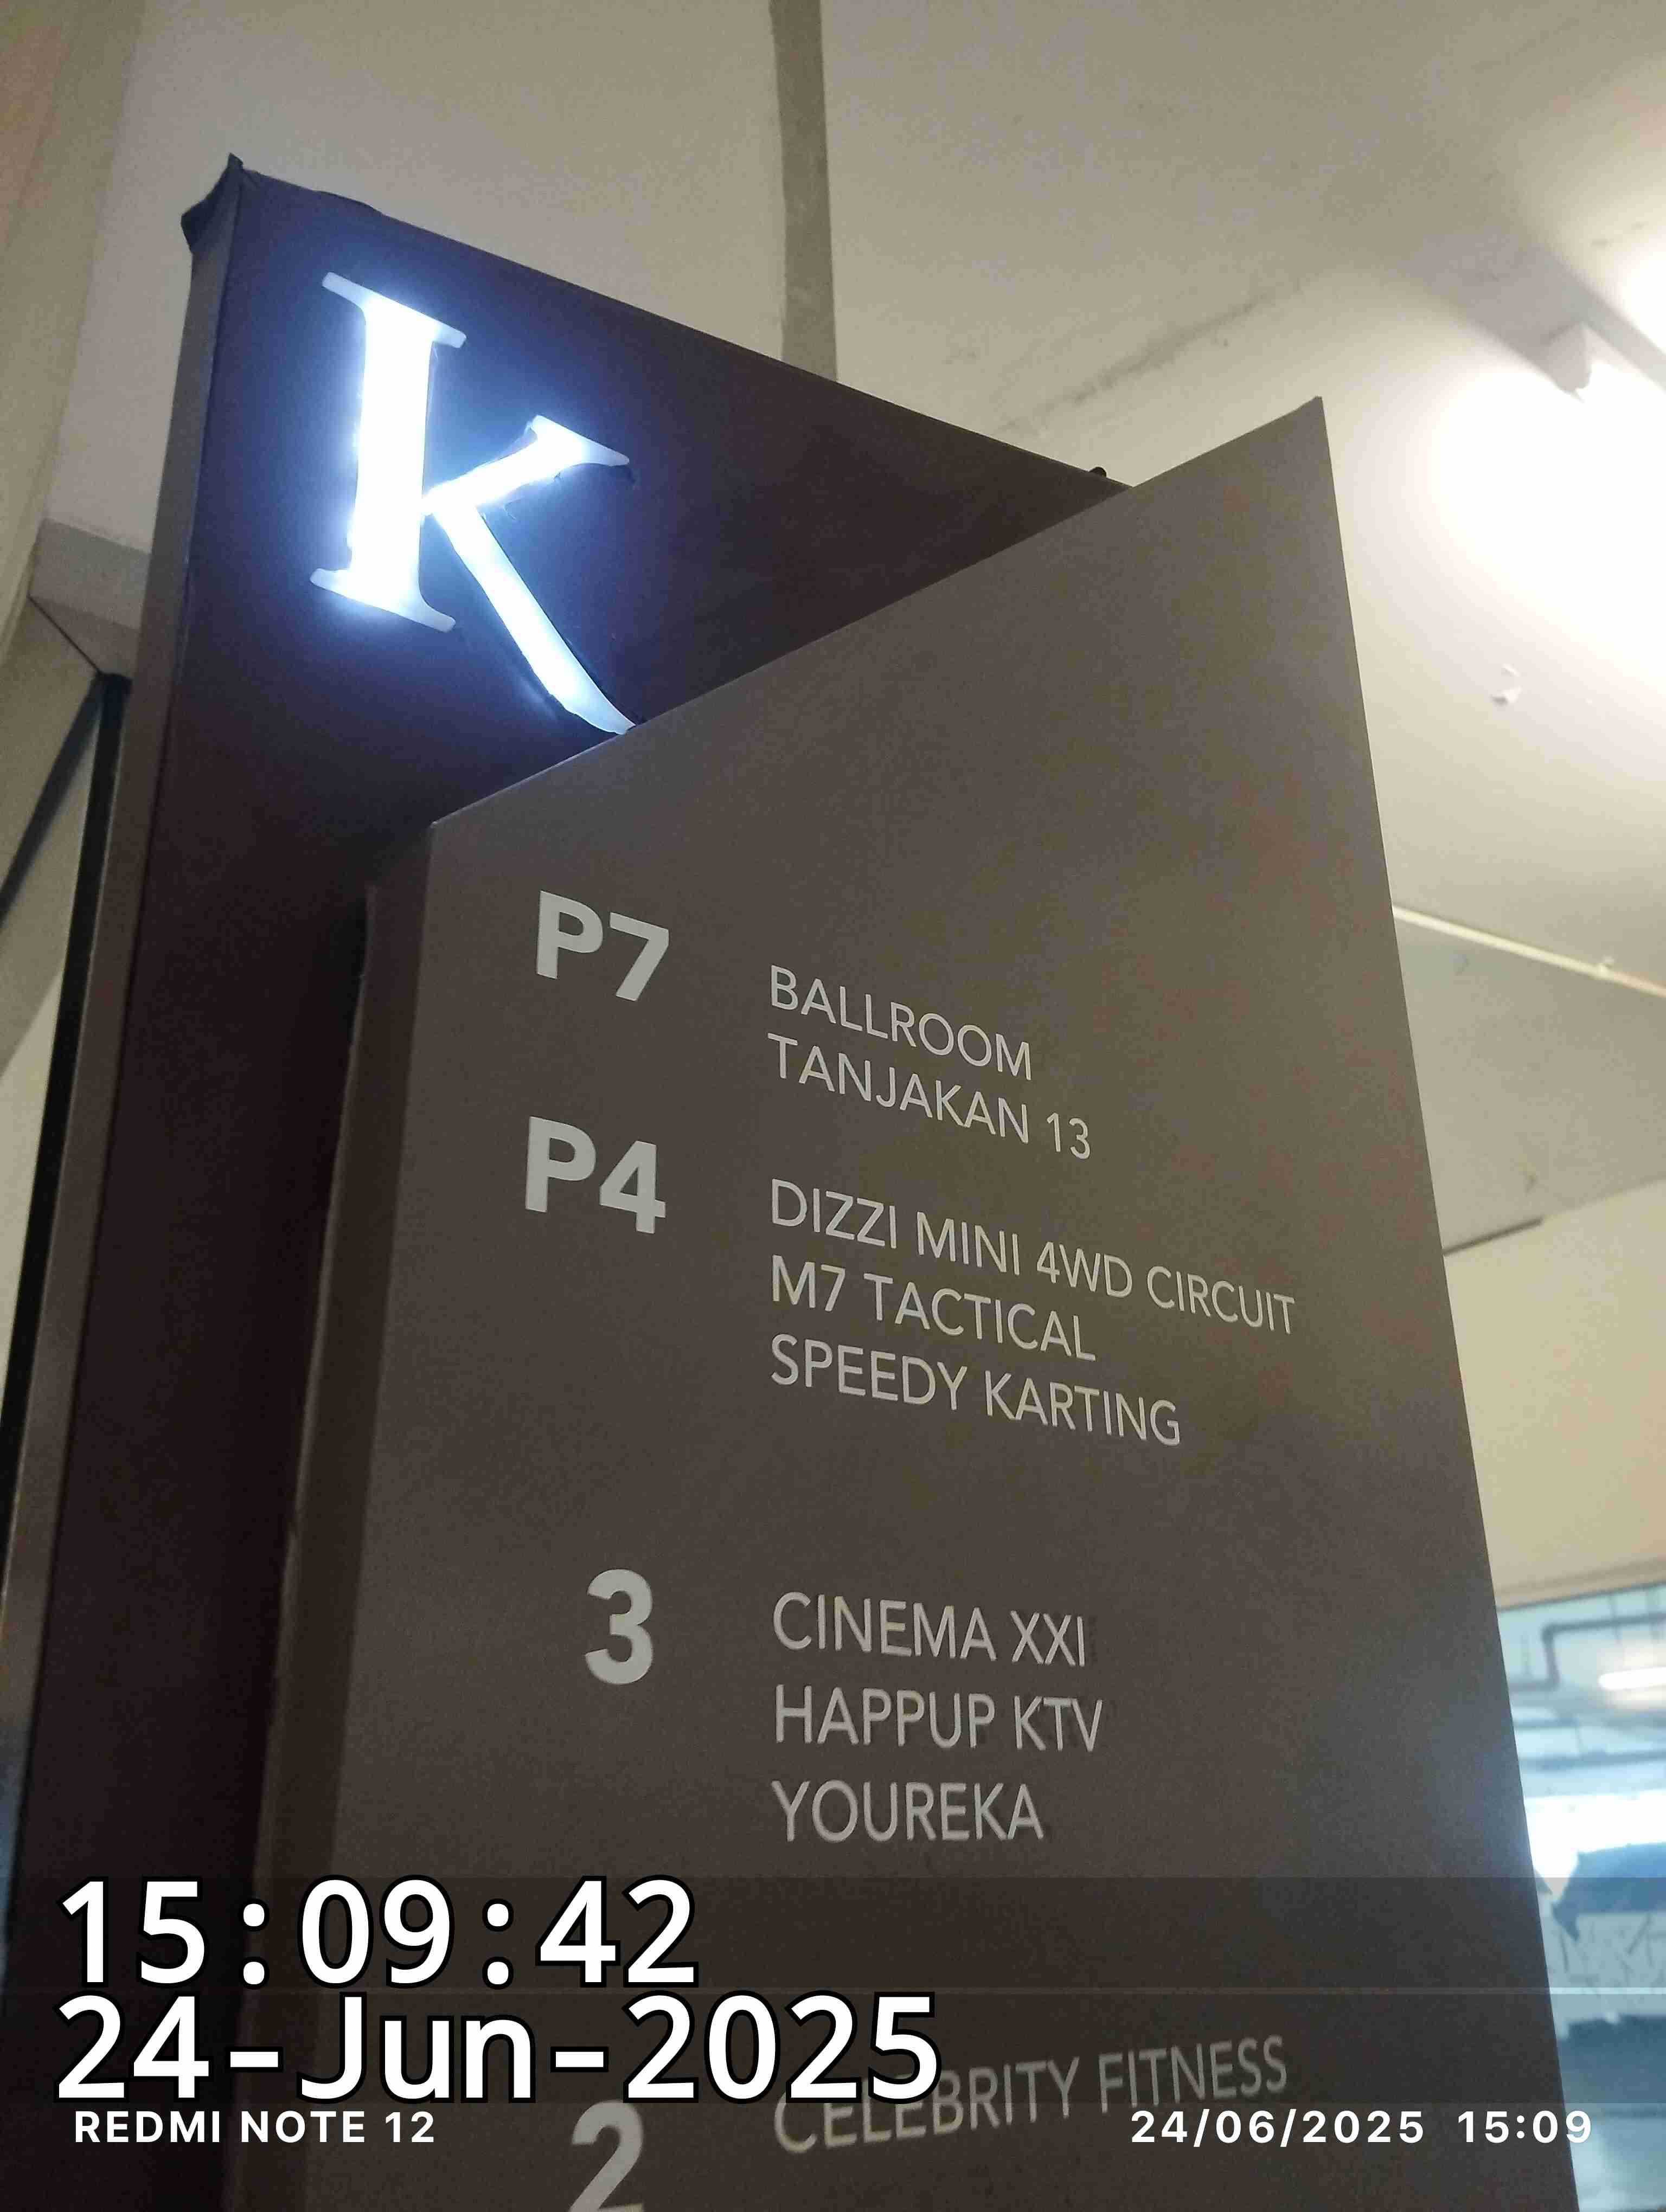 K
P7
BALLROOM
TANJAKAN 13
P4
DIZZI MINI 4WD CIRCUIT
M7 TACTICAL
SPEEDY KARTING
3
CINEMA XXI
HAPPUP KTV
YOUREKA
2
CELEBRITY FITNESS
15:09:42
24-Jun-2025
REDMI NOTE 12
24/06/2025 15:09